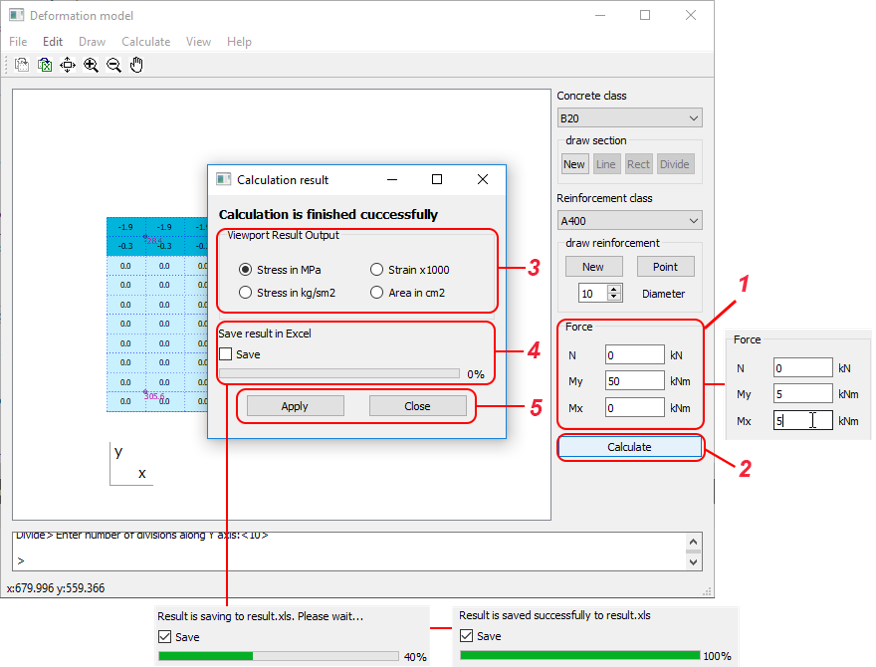 Deformation model
File Edit Draw Calculate View Help
Concrete class
B20
draw section
New Line Rect Divide
Reinforcement class
A400
draw reinforcement
New Point
10 Diameter
Force
N 0 kN
My 50 kNm
Mx 0 kNm
Calculate
1
2
Force
N 0 kN
My 5 kNm
Mx 5 kNm
Calculation result
Calculation is finished cuccessfully
Viewport Result Output
Stress in MPa Strain x1000
Stress in kg/sm2 Area in cm2
3
Save result in Excel
Save
0%
4
Apply Close
5
-1.9 -1.9 -1.
-0.3 -0.3 -0.
0.0 0.0 0.0
0.0 0.0 0.0
0.0 0.0 0.0
0.0 0.0 0.0
0.0 0.0 0.0
0.0 0.0 0.0
0.0 0.0 0.0
0.0 0.0 0.0
305.6
y
x
Divide > Enter number of divisions along Y axis:<10>
>
x:679.996 y:559.366
Result is saving to result.xls. Please wait...
Save
40%
Result is saved successfully to result.xls
Save
100%